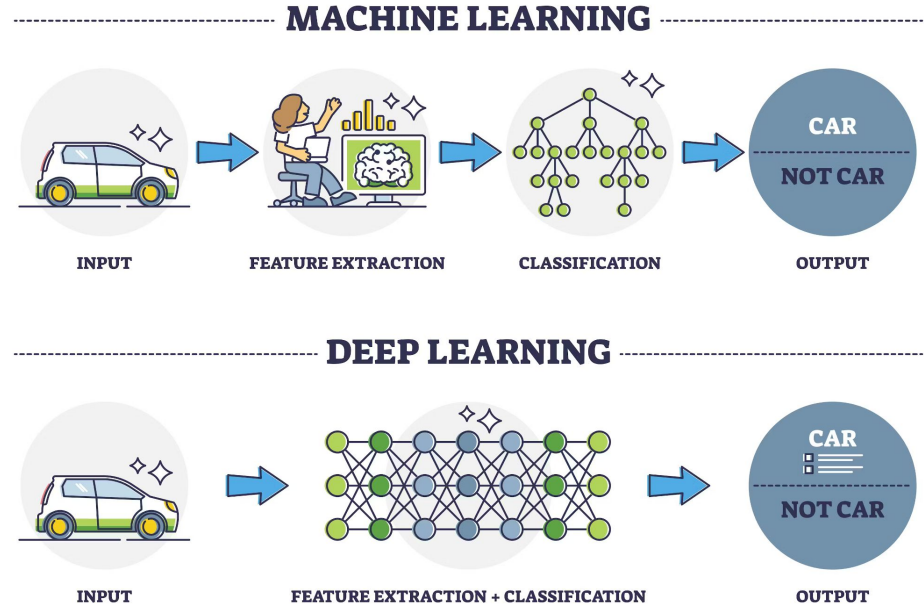 MACHINE LEARNING
CAR
NOT CAR
INPUT
FEATURE EXTRACTION
CLASSIFICATION
OUTPUT
DEEP LEARNING
CAR
NOT CAR
INPUT
FEATURE EXTRACTION + CLASSIFICATION
OUTPUT